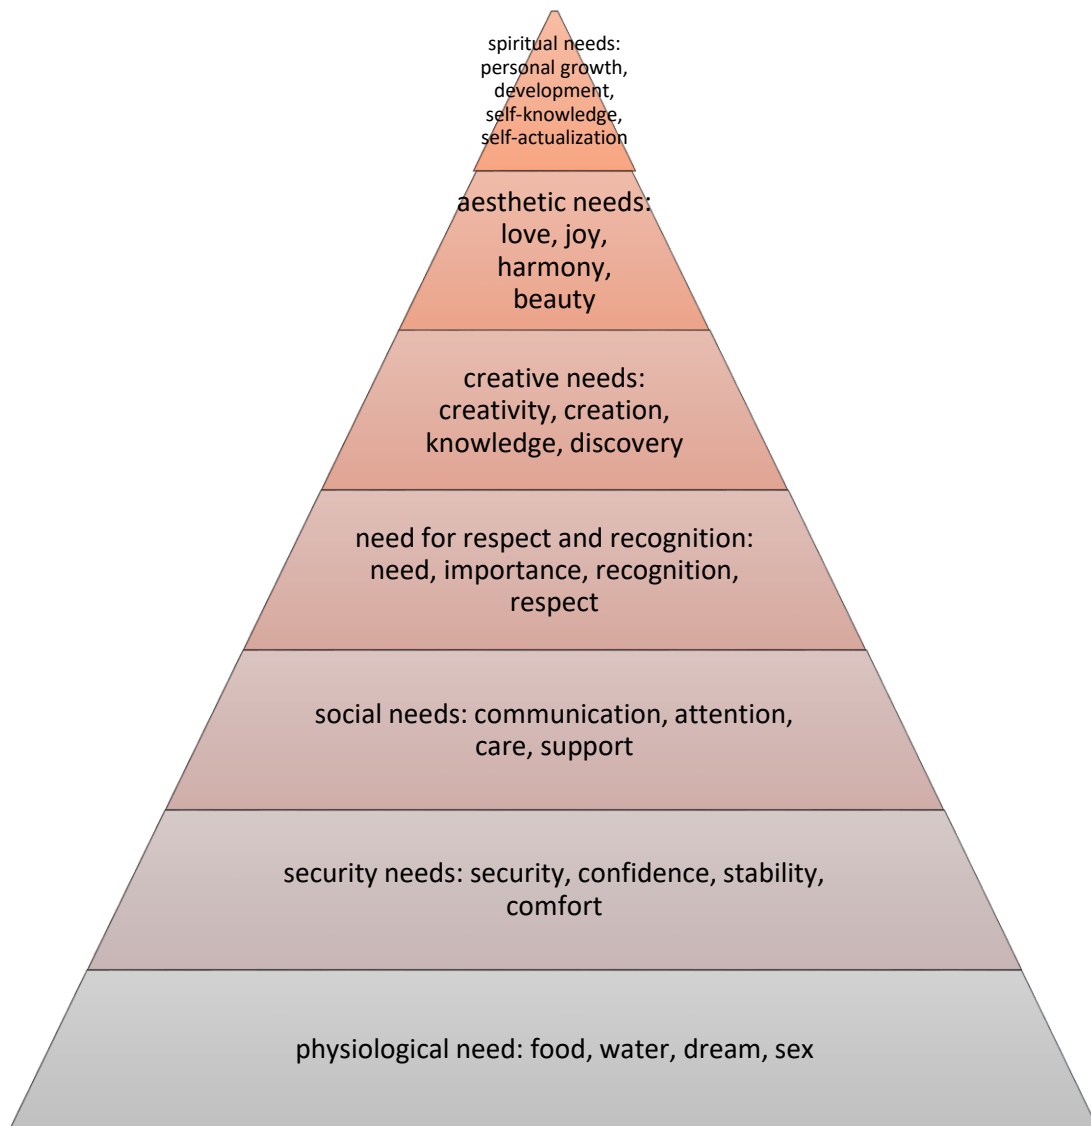 spiritual needs:
personal growth,
development,
self-knowledge,
self-actualization
aesthetic needs:
love, joy,
harmony,
beauty
creative needs:
creativity, creation,
knowledge, discovery
need for respect and recognition:
need, importance, recognition,
respect
social needs: communication, attention,
care, support
security needs: security, confidence, stability,
comfort
physiological need: food, water, dream, sex